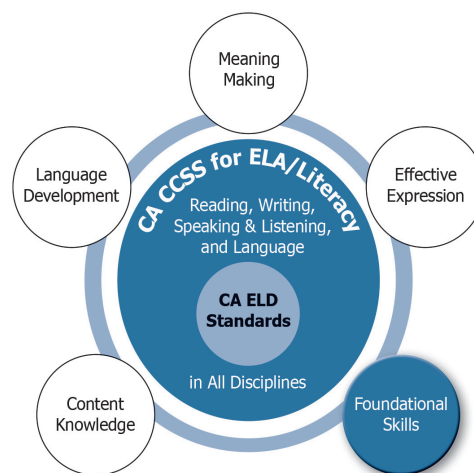 Meaning
Making
Language
Development
Effective
Expression
CA CCSS for ELA/Literacy
Reading, Writing,
Speaking & Listening,
and Language
CA ELD
Standards
in All Disciplines
Content
Knowledge
Foundational
Skills